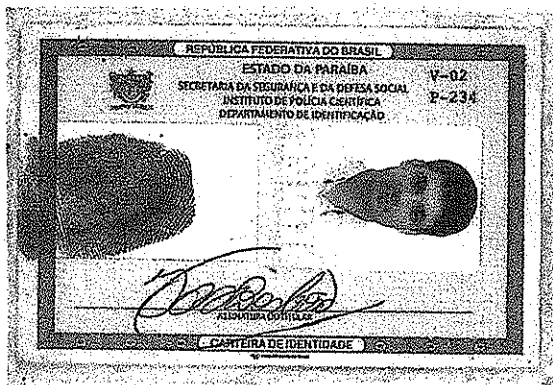 REPÚBLICA FEDERATIVA DO BRASIL
ESTADO DA PARAÍBA
V-02
SECRETARIA DA SEGURANÇA E DA DEFESA SOCIAL
P-234
INSTITUTO DE POLÍCIA CIENTÍFICA
DEPARTAMENTO DE IDENTIFICAÇÃO
ASSINATURA DO TITULAR
CARTEIRA DE IDENTIDADE